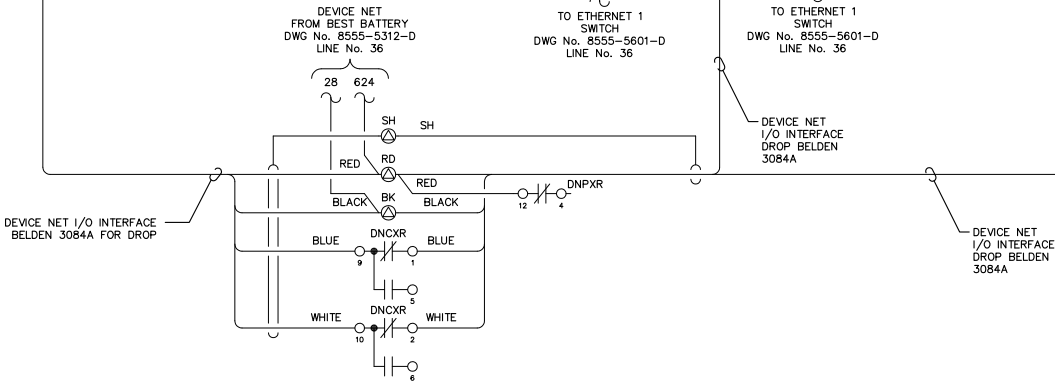 DEVICE NET
FROM BEST BATTERY
DWG No. 8555-5312-D
LINE No. 36
TO ETHERNET 1
SWITCH
DWG No. 8555-5601-D
LINE No. 36
TO ETHERNET 1
SWITCH
DWG No. 8555-5601-D
LINE No. 36
28 624
SH SH
DEVICE NET
I/O INTERFACE
DROP BELDEN
3084A
RED RD RED
DNPXR
12 4
BLACK BK BLACK
DEVICE NET I/O INTERFACE
BELDEN 3084A FOR DROP
DEVICE NET
I/O INTERFACE
DROP BELDEN
3084A
BLUE DNCXR BLUE
9 1
5
WHITE DNCXR WHITE
10 2
6